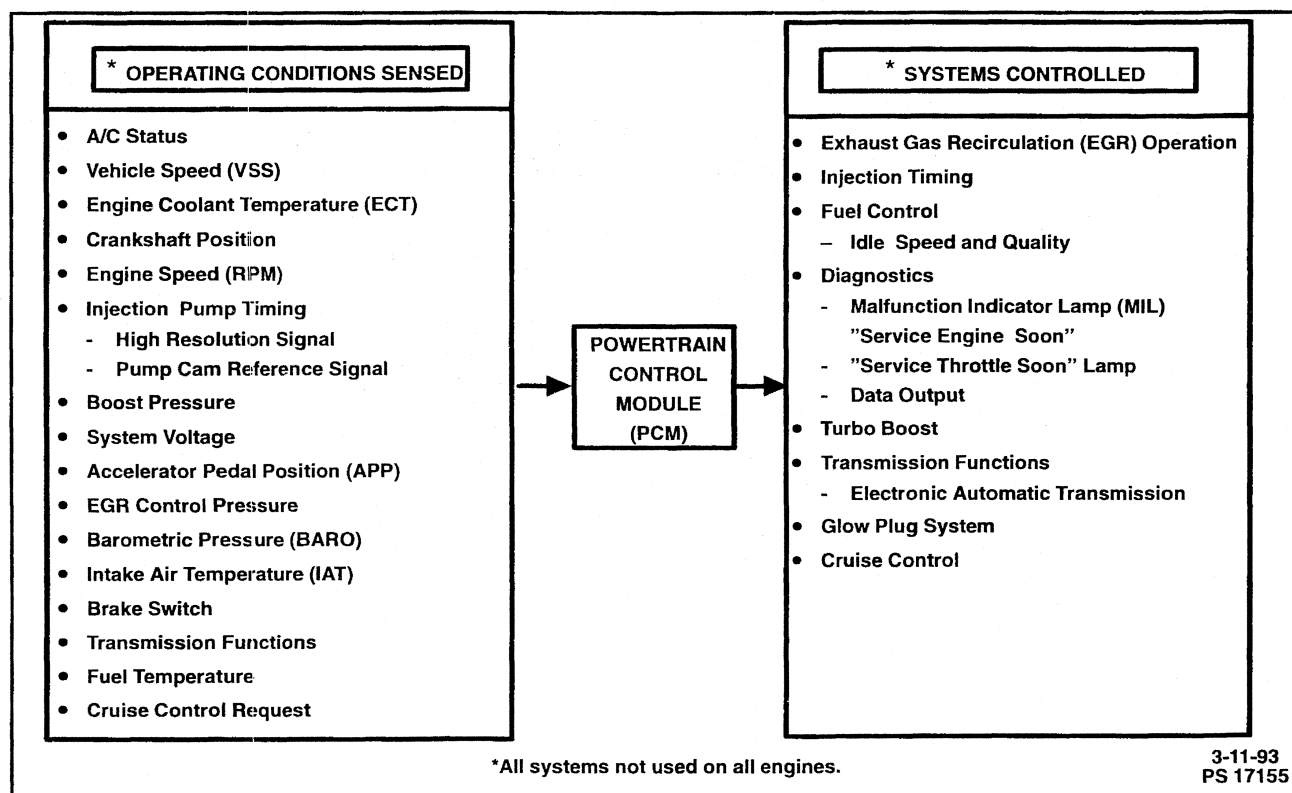 * OPERATING CONDITIONS SENSED
• A/C Status
• Vehicle Speed (VSS)
• Engine Coolant Temperature (ECT)
• Crankshaft Position
• Engine Speed (RPM)
• Injection Pump Timing
- High Resolution Signal
- Pump Cam Reference Signal
• Boost Pressure
• System Voltage
• Accelerator Pedal Position (APP)
• EGR Control Pressure
• Barometric Pressure (BARO)
• Intake Air Temperature (IAT)
• Brake Switch
• Transmission Functions
• Fuel Temperature
• Cruise Control Request
POWERTRAIN
CONTROL
MODULE
(PCM)
* SYSTEMS CONTROLLED
• Exhaust Gas Recirculation (EGR) Operation
• Injection Timing
• Fuel Control
– Idle Speed and Quality
• Diagnostics
- Malfunction Indicator Lamp (MIL)
"Service Engine Soon"
- "Service Throttle Soon" Lamp
- Data Output
• Turbo Boost
• Transmission Functions
- Electronic Automatic Transmission
• Glow Plug System
• Cruise Control
*All systems not used on all engines.
3-11-93
PS 17155